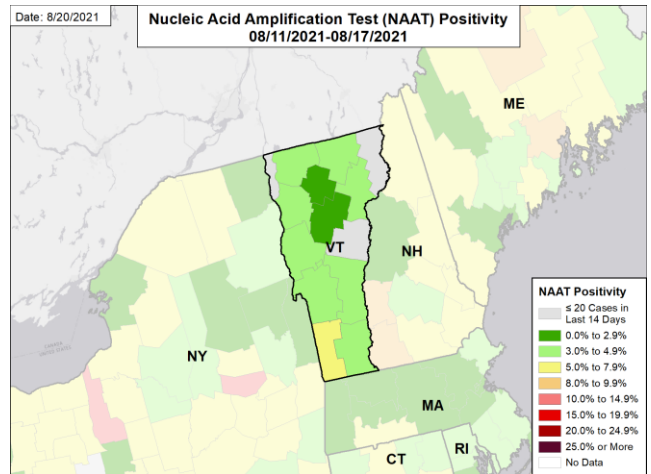 Date: 8/20/2021
Nucleic Acid Amplification Test (NAAT) Positivity
08/11/2021-08/17/2021
ME
VT
NH
NY
MA
CT
RI
NAAT Positivity
≤ 20 Cases in
Last 14 Days
0.0% to 2.9%
3.0% to 4.9%
5.0% to 7.9%
8.0% to 9.9%
10.0% to 14.9%
15.0% to 19.9%
20.0% to 24.9%
25.0% or More
No Data